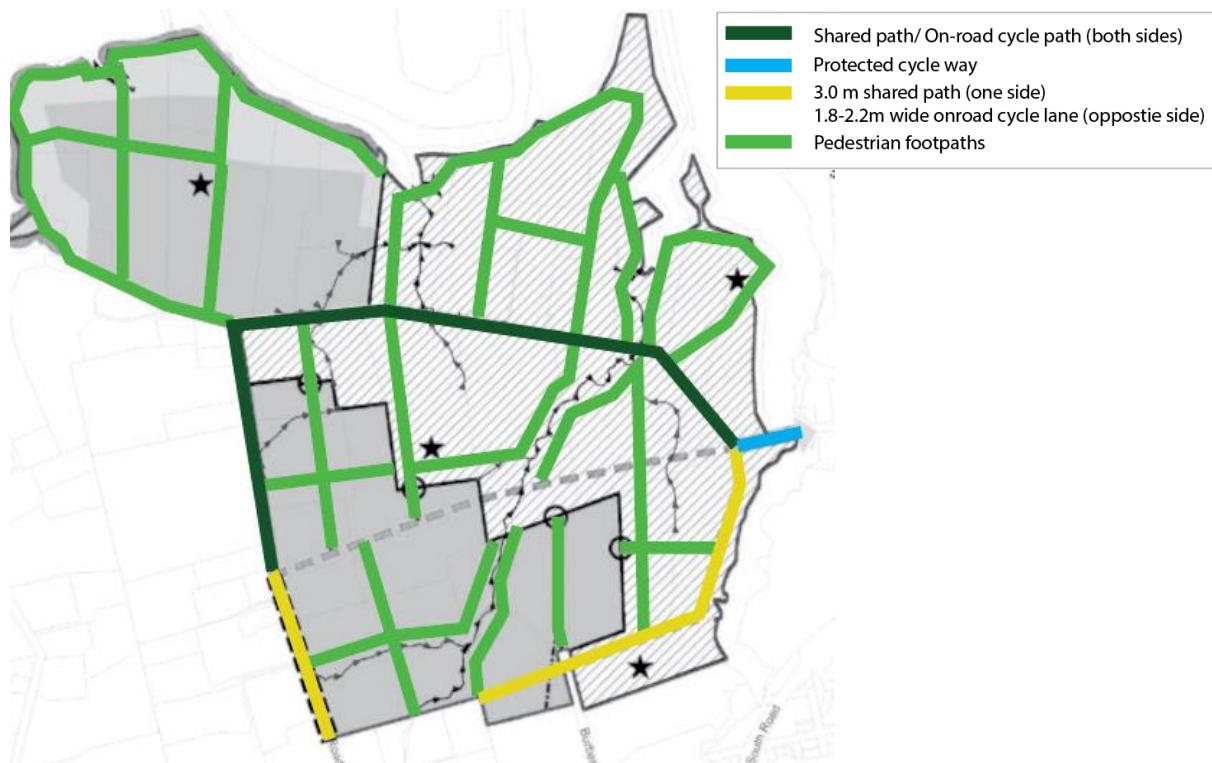 Shared path/ On-road cycle path (both sides)
Protected cycle way
3.0 m shared path (one side)
1.8-2.2m wide onroad cycle lane (oppostie side)
Pedestrian footpaths
South Road